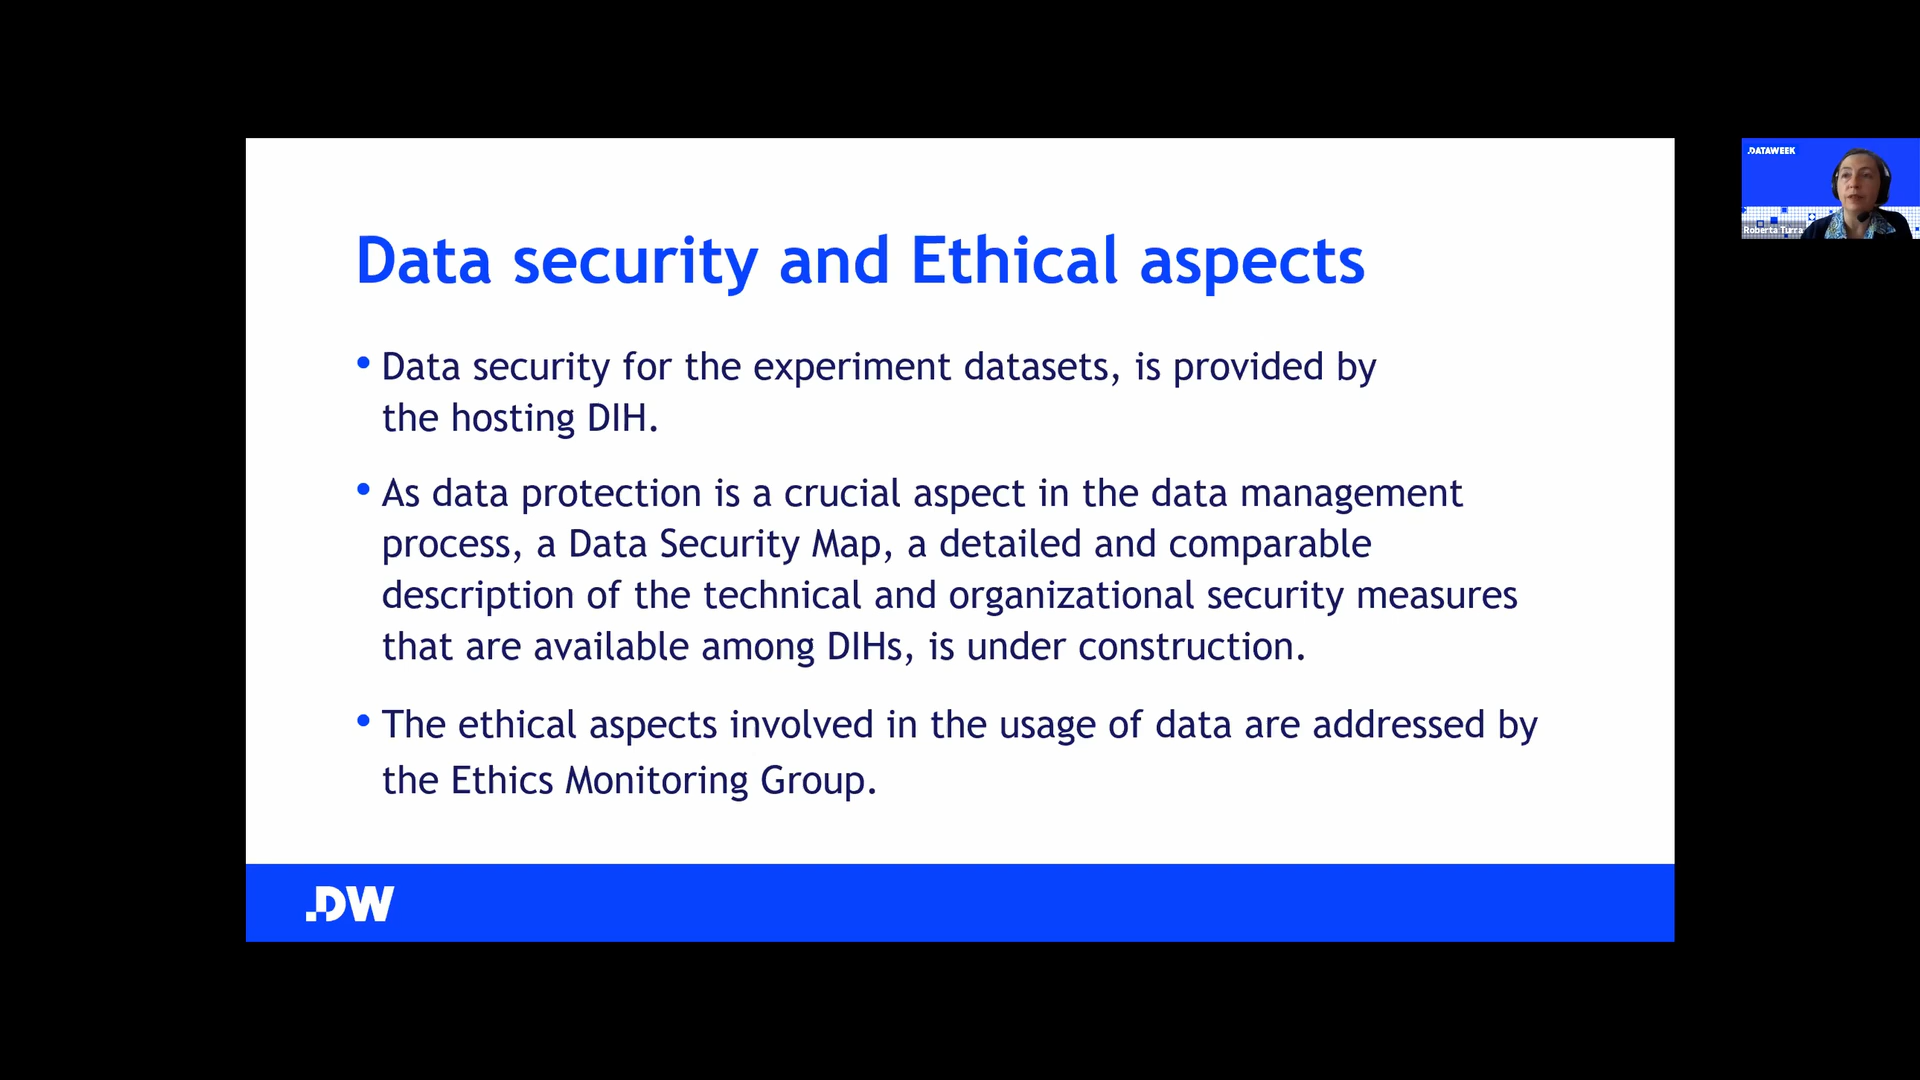 Data security and Ethical aspects
• Data security for the experiment datasets, is provided by
the hosting DIH.
• As data protection is a crucial aspect in the data management
process, a Data Security Map, a detailed and comparable
description of the technical and organizational security measures
that are available among DIHs, is under construction.
• The ethical aspects involved in the usage of data are addressed by
the Ethics Monitoring Group.
.DW
.DATAWEEK
Roberta Turra